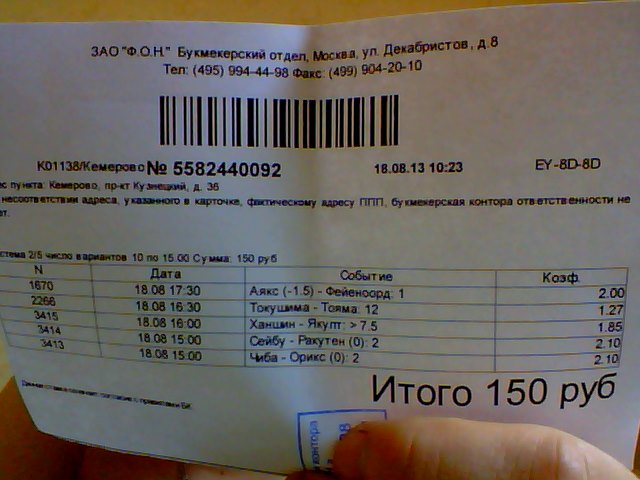 ЗАО "Ф.О.Н." Букмекерский отдел, Москва, ул. Декабристов, д.8
Тел: (495) 994-44-98 Факс: (499) 904-20-10
К01138/Кемерово № 5582440092 18.08.13 10:23 EY-8D-8D
ес пункта: Кемерово, пр-кт Кузнецкий, д. 36
несоответствии адреса, указанного в карточке, фактическому адресу ППП, букмекерская контора ответственности не
ет.
стема 2/5 число вариантов 10 по 15.00 Сумма: 150 руб
N Дата Событие Коэф.
1670 18.08 17:30 Аякс (-1.5) - Фейеноорд: 1 2.00
2266 18.08 16:30 Токушима - Тояма: 12 1.27
3415 18.08 16:00 Ханшин - Якулт: > 7.5 1.85
3414 18.08 15:00 Сейбу - Ракутен (0): 2 2.10
3413 18.08 15:00 Чиба - Орикс (0): 2 2.10
Итого 150 руб
контора